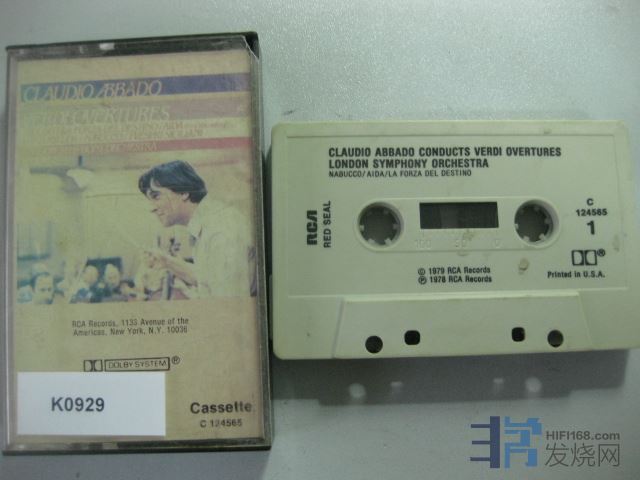 CLAUDIO ABBADO
VERDI OVERTURES
RCA Records, 1133 Avenue of the
Americas, New York, N.Y. 10036
DOLBY SYSTEM ®
K0929
Cassette
C 124565
CLAUDIO ABBADO CONDUCTS VERDI OVERTURES
LONDON SYMPHONY ORCHESTRA
NABUCCO/AIDA/LA FORZA DEL DESTINO
RCA
RED SEAL
C
124565
1
100 50 0
®
Printed in U.S.A.
© 1979 RCA Records
℗ 1978 RCA Records
HIFI168.com
发烧网